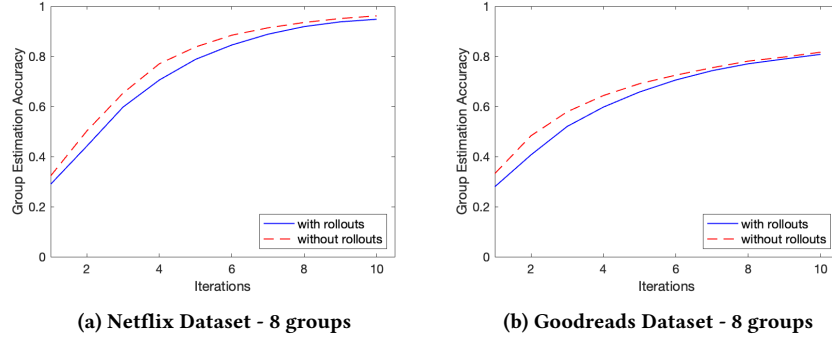 Group Estimation Accuracy
1
0.8
0.6
0.4
0.2
0
2
4
6
8
10
Iterations
with rollouts
without rollouts
(a) Netflix Dataset - 8 groups
Group Estimation Accuracy
1
0.8
0.6
0.4
0.2
0
2
4
6
8
10
Iterations
with rollouts
without rollouts
(b) Goodreads Dataset - 8 groups